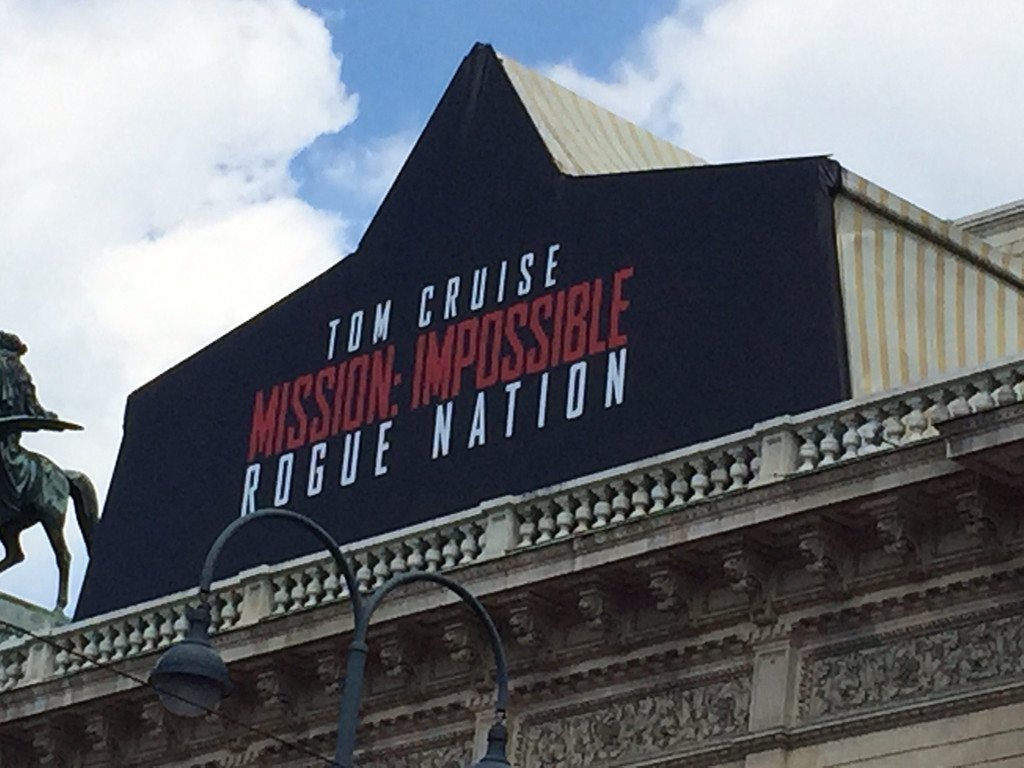 TOM CRUISE
MISSION: IMPOSSIBLE
ROGUE NATION